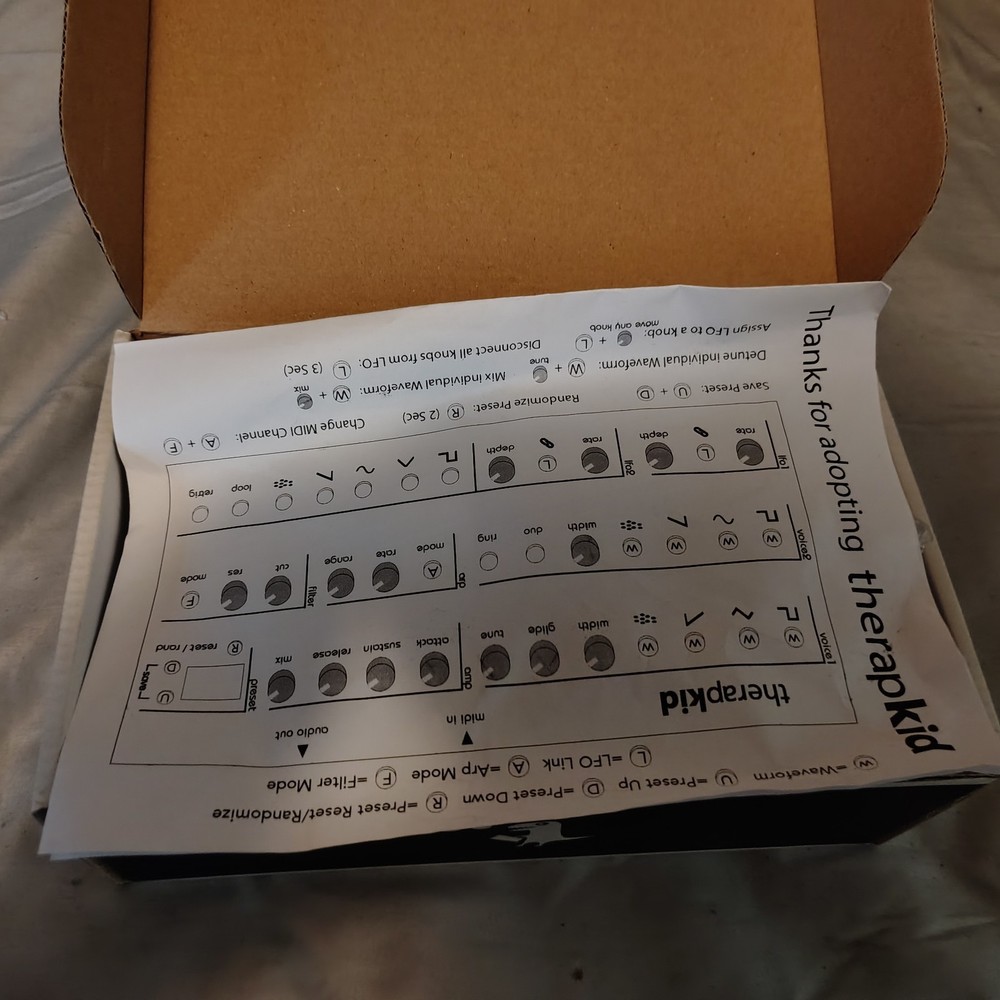 Thanks for adopting therapkid
W =Waveform U =Preset Up D =Preset Down R =Preset Reset/Randomize
L =LFO Link A =Arp Mode F =Filter Mode
midi in audio out
therapkid
voice1 W W W W width glide tune
amp attack sustain release mix
preset U D save R reset / rand
voice2 W W W W width duo ring
arp A mode rate range
filter cut res F mode
lfo1 rate L depth
lfo2 rate L depth
loop retrig
Save Preset: U + D Randomize Preset: R (2 Sec) Change MIDI Channel: A + F
Detune individual Waveform: W + tune Mix individual Waveform: W + mix
Assign LFO to a knob: L + move any knob Disconnect all knobs from LFO: L (3 Sec)